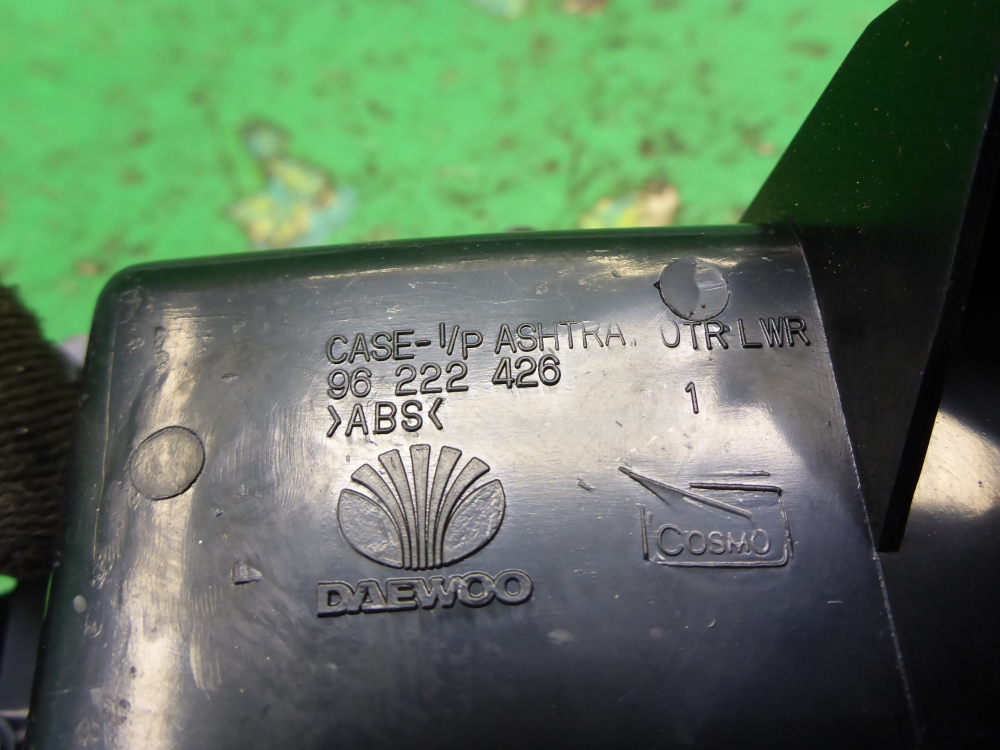 CASE-I/P ASHTRA. OTR LWR
96 222 426
>ABS<
1
DAEWOO
COSMO